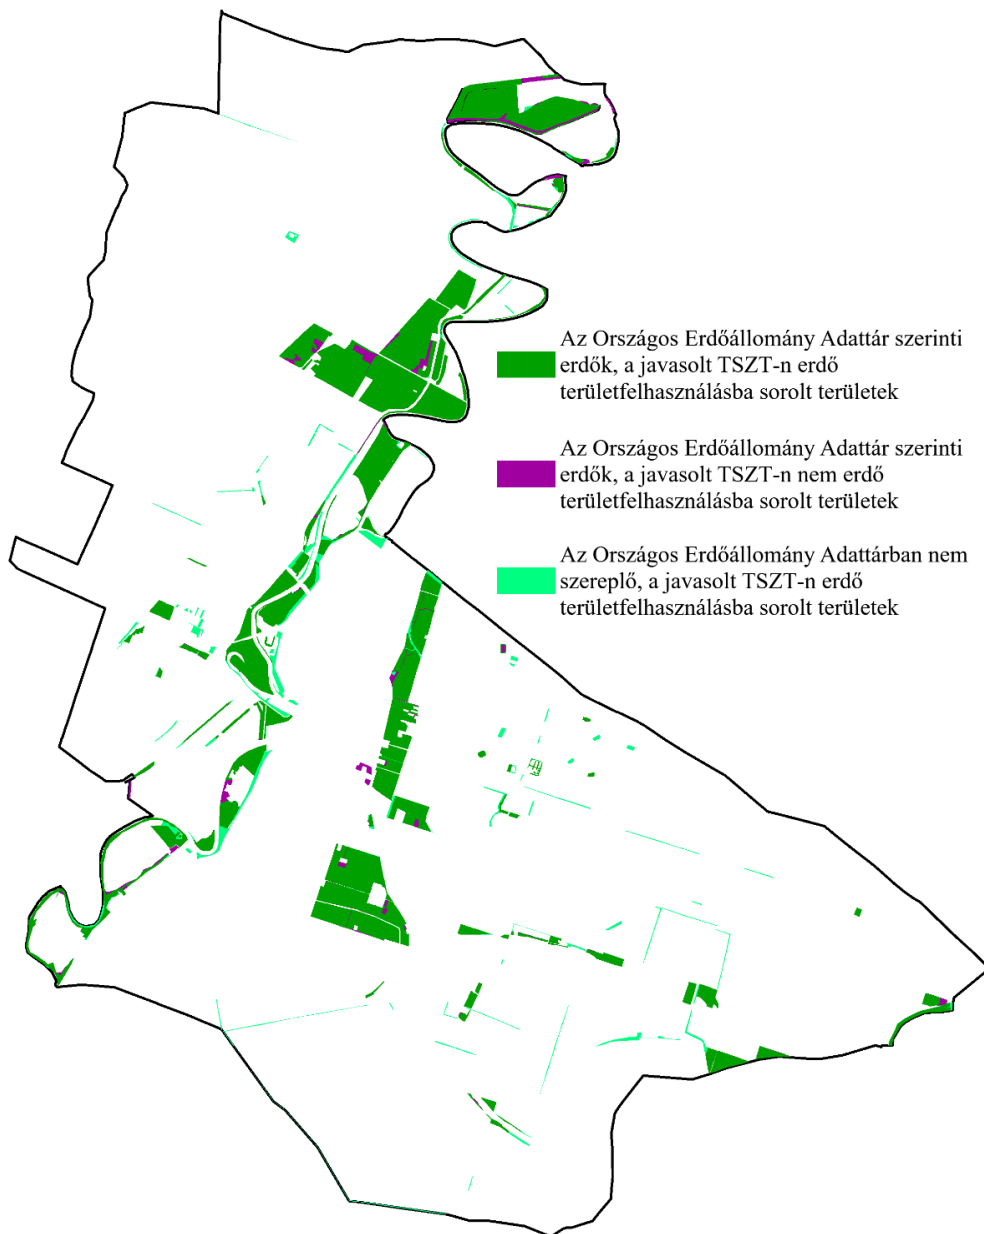 Az Országos Erdőállomány Adattár szerinti
erdők, a javasolt TSZT-n erdő
területfelhasználásba sorolt területek
Az Országos Erdőállomány Adattár szerinti
erdők, a javasolt TSZT-n nem erdő
területfelhasználásba sorolt területek
Az Országos Erdőállomány Adattárban nem
szereplő, a javasolt TSZT-n erdő
területfelhasználásba sorolt területek